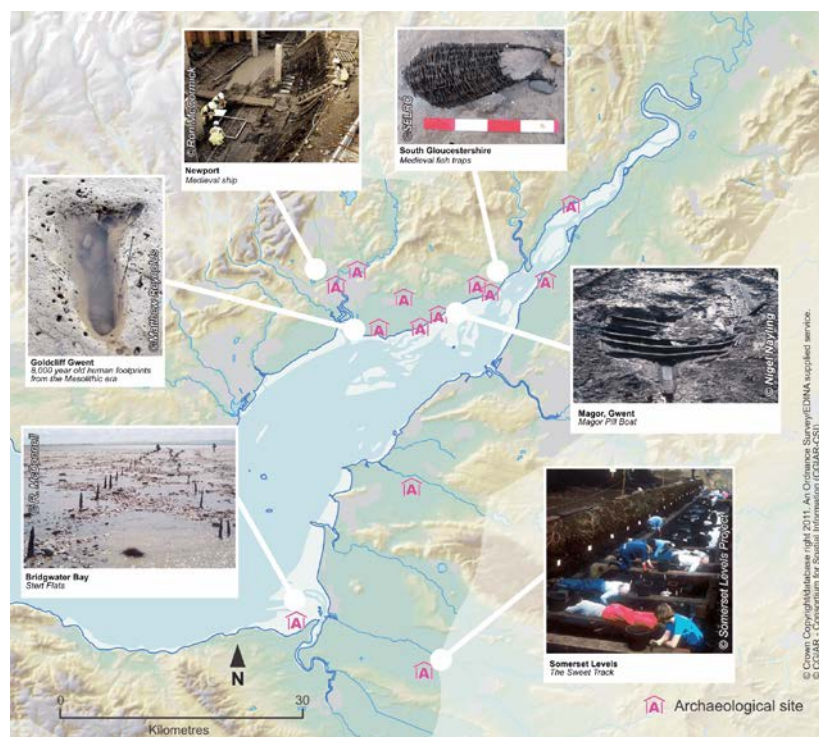 © Ron McCormick
Newport
Medieval ship
© SELRC
South Gloucestershire
Medieval fish traps
© Matthew Reynolds
Goldcliff Gwent
8,000 year old human footprints
from the Mesolithic era
© Nigel Nayling
Magor, Gwent
Magor Pill Boat
© R. McDonnell
Bridgwater Bay
Stert Flats
© Somerset Levels Project
Somerset Levels
The Sweet Track
A
A
A
A
A
A
A
A
A
A
A
A
A
N
0
30
Kilometres
A Archaeological site
© Crown Copyright/database right 2011. An Ordnance Survey/EDINA supplied service.
© CGIAR - Consortium for Spatial Information (CGIAR-CSI)